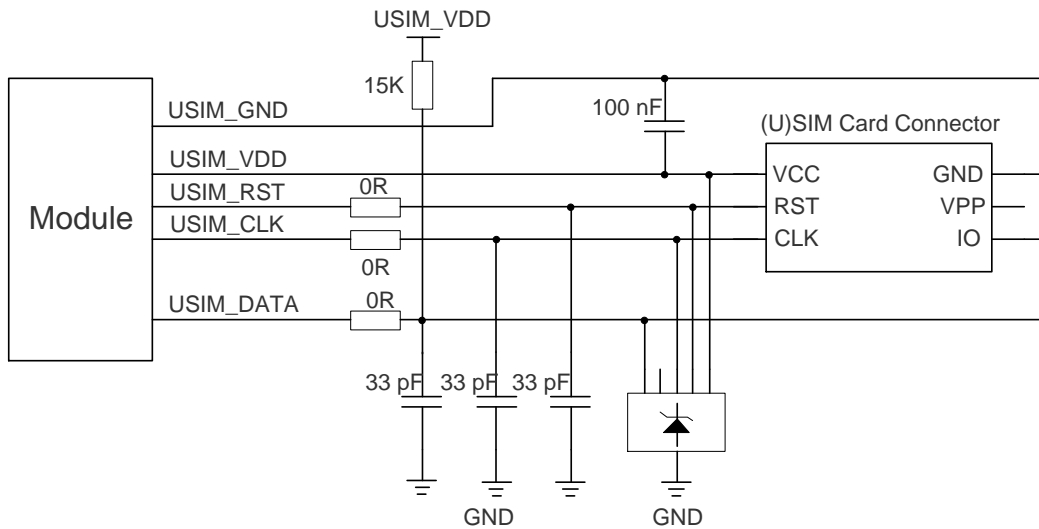 USIM_VDD
15K
USIM_GND
100 nF
(U)SIM Card Connector
USIM_VDD
VCC
GND
USIM_RST
0R
RST
VPP
Module
USIM_CLK
CLK
IO
0R
USIM_DATA
0R
33 pF
33 pF
33 pF
GND
GND